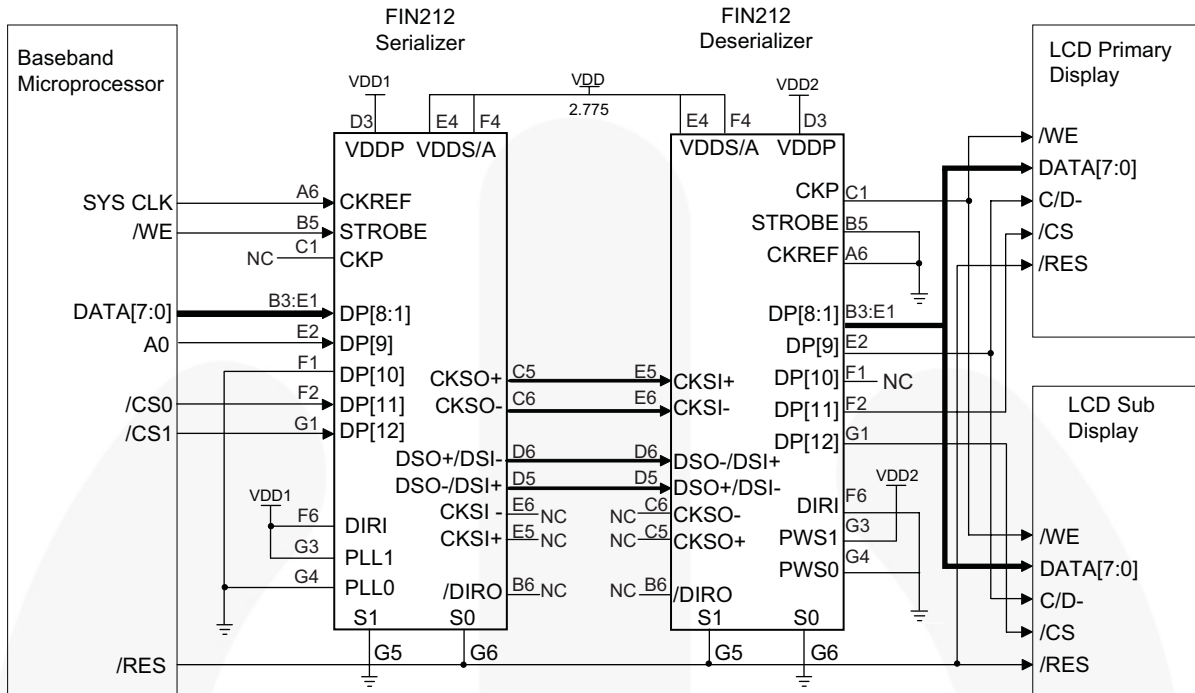 FIN212
Serializer
FIN212
Deserializer
Baseband
Microprocessor
LCD Primary
Display
VDD1
VDD
2.775
VDD2
D3
E4
F4
E4
F4
D3
VDDP
VDDS/A
VDDS/A
VDDP
SYS CLK
A6
CKREF
/WE
B5
STROBE
NC
C1
CKP
DATA[7:0]
B3:E1
DP[8:1]
A0
E2
DP[9]
F1
DP[10]
/CS0
F2
DP[11]
/CS1
G1
DP[12]
VDD1
F6
DIRI
G3
PLL1
G4
PLL0
S1
S0
G5
G6
/RES
CKSO+
C5
CKSO-
C6
DSO+/DSI-
D6
DSO-/DSI+
D5
CKSI -
E6
NC
CKSI+
E5
NC
/DIRO
B6
NC
E5
CKSI+
E6
CKSI-
D6
DSO-/DSI+
D5
DSO+/DSI-
NC
C6
CKSO-
NC
C5
CKSO+
NC
B6
/DIRO
S1
S0
G5
G6
CKP
C1
STROBE
B5
CKREF
A6
DP[8:1]
B3:E1
DP[9]
E2
DP[10]
F1
NC
DP[11]
F2
DP[12]
G1
VDD2
DIRI
F6
PWS1
G3
PWS0
G4
/WE
DATA[7:0]
C/D-
/CS
/RES
LCD Sub
Display
/WE
DATA[7:0]
C/D-
/CS
/RES